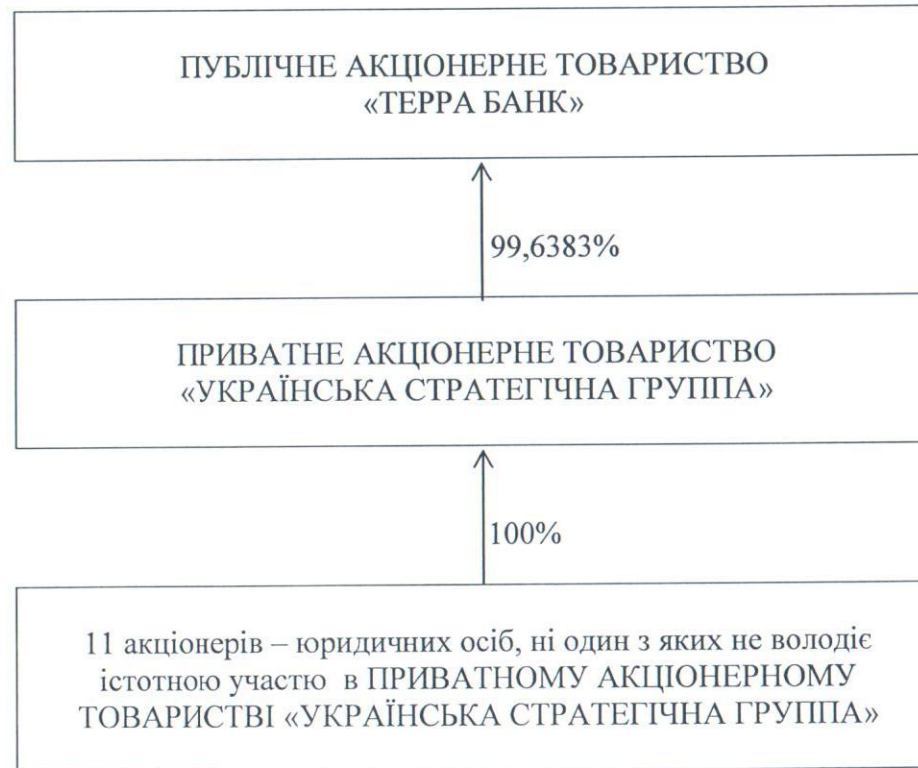 ПУБЛІЧНЕ АКЦІОНЕРНЕ ТОВАРИСТВО
«ТЕРРА БАНК»
99,6383%
ПРИВАТНЕ АКЦІОНЕРНЕ ТОВАРИСТВО
«УКРАЇНСЬКА СТРАТЕГІЧНА ГРУППА»
100%
11 акціонерів – юридичних осіб, ні один з яких не володіє
істотною участю в ПРИВАТНОМУ АКЦІОНЕРНОМУ
ТОВАРИСТВІ «УКРАЇНСЬКА СТРАТЕГІЧНА ГРУППА»